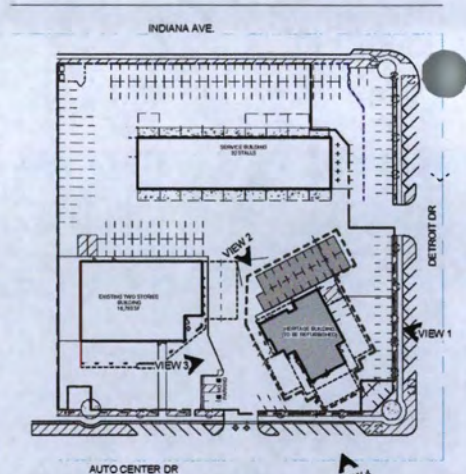 INDIANA AVE.
SERVICE BUILDING
STALLS
DETROIT DR
VIEW 2
EXISTING TWO STORIES
BUILDING
HERITAGE BUILDING
TO BE REFURBISHED
VIEW 1
VIEW 3
AUTO CENTER DR